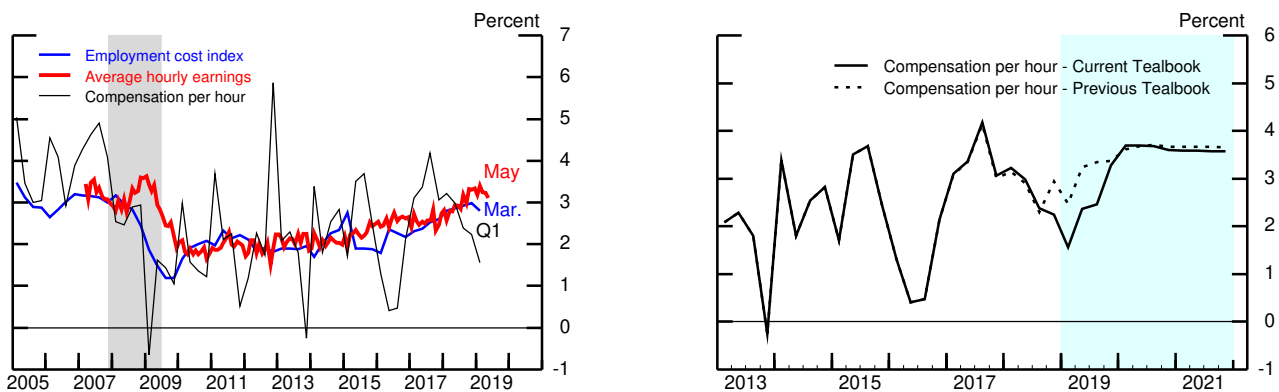 Percent
7
6
5
4
3
2
1
0
-1
Employment cost index
Average hourly earnings
Compensation per hour
May
Mar.
Q1
2005 2007 2009 2011 2013 2015 2017 2019
Percent
6
5
4
3
2
1
0
-1
Compensation per hour - Current Tealbook
Compensation per hour - Previous Tealbook
2013 2015 2017 2019 2021